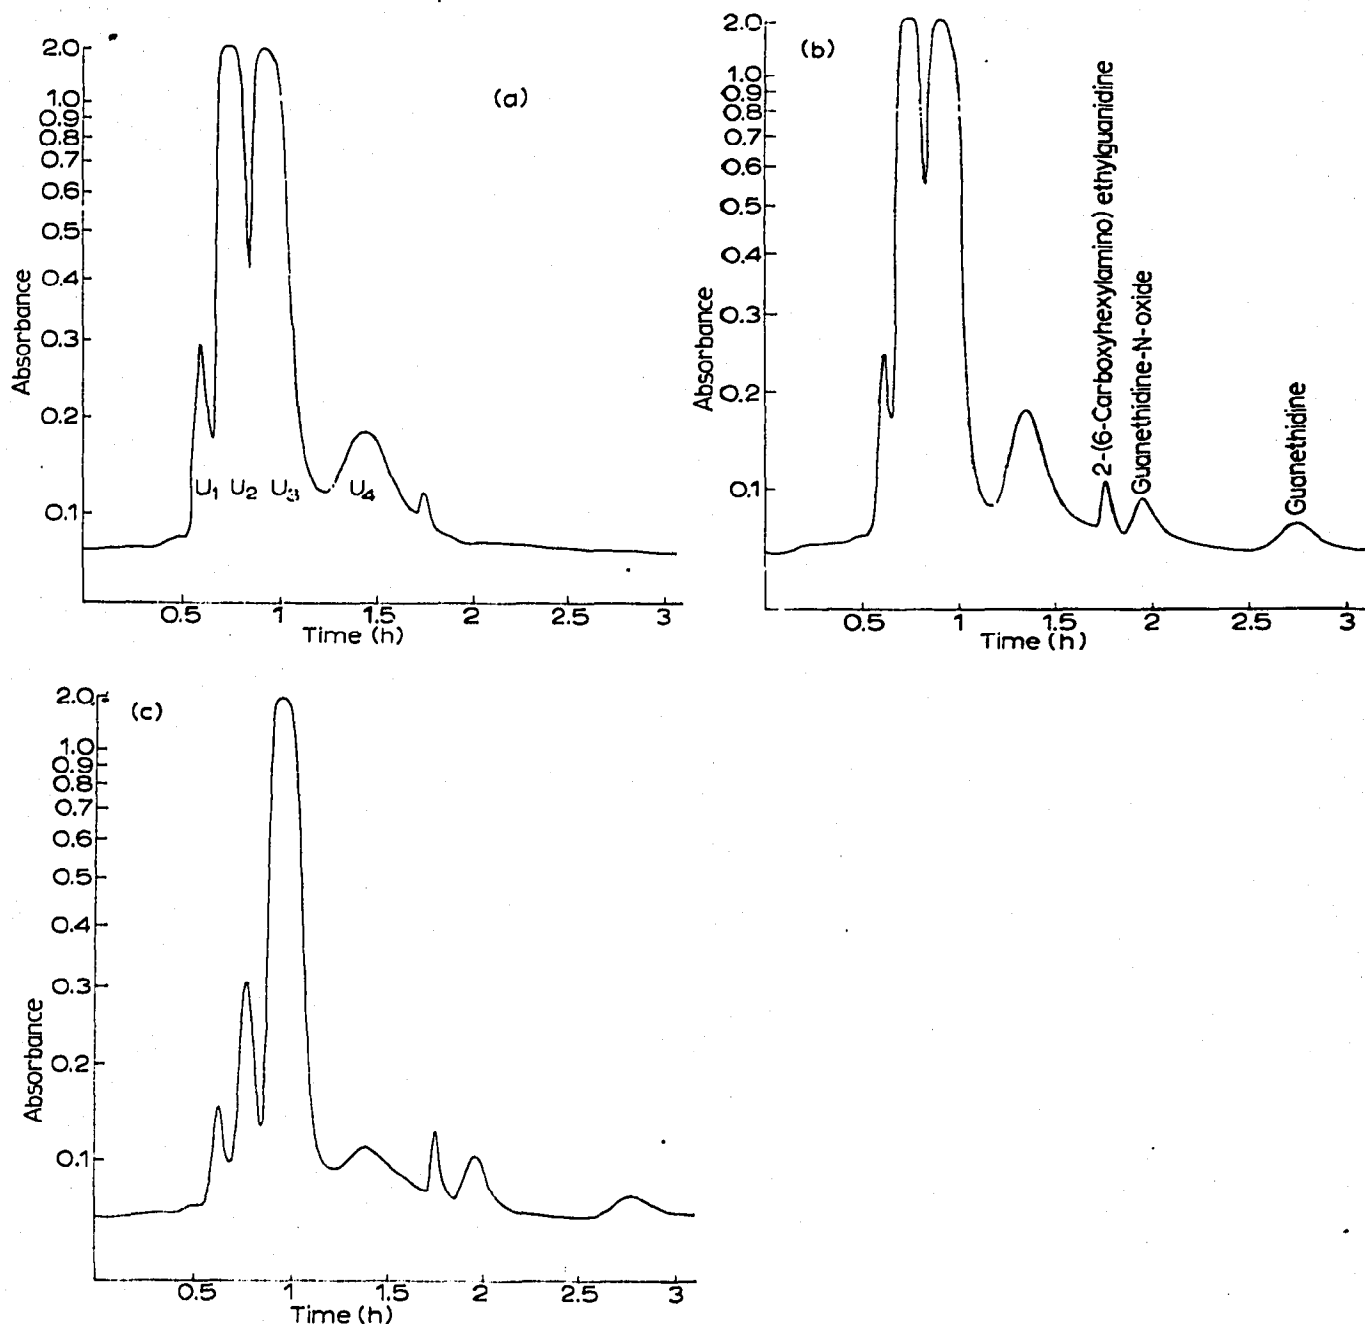 (a)
2.0
1.0
0.9
0.8
0.7
0.6
0.5
0.4
0.3
0.2
0.1
Absorbance
U1 U2 U3 U4
0.5 1 1.5 2 2.5 3
Time (h)
(b)
2.0
1.0
0.9
0.8
0.7
0.6
0.5
0.4
0.3
0.2
0.1
Absorbance
2-(6-Carboxyhexylamino) ethylguanidine
Guanethidine-N-oxide
Guanethidine
0.5 1 1.5 2 2.5 3
Time (h)
(c)
2.0
1.0
0.9
0.8
0.7
0.6
0.5
0.4
0.3
0.2
0.1
Absorbance
0.5 1 1.5 2 2.5 3
Time (h)